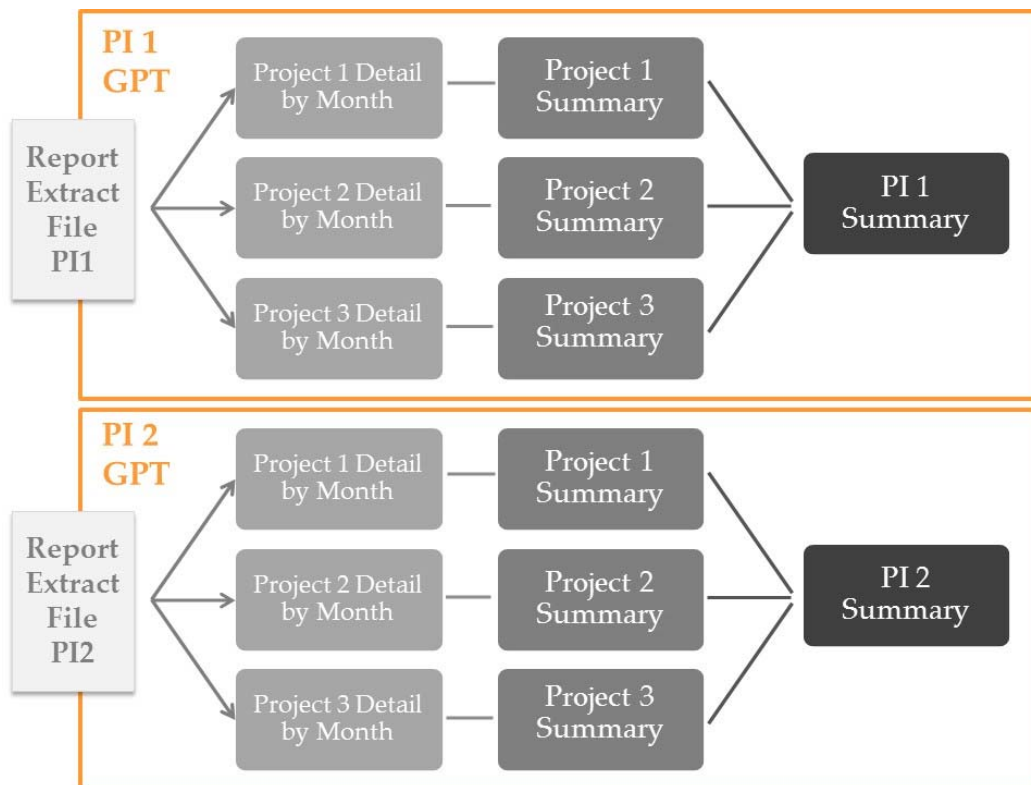 PI 1
GPT
Report
Extract
File
PI1
Project 1 Detail
by Month
Project 1
Summary
Project 2 Detail
by Month
Project 2
Summary
Project 3 Detail
by Month
Project 3
Summary
PI 1
Summary
PI 2
GPT
Report
Extract
File
PI2
Project 1 Detail
by Month
Project 1
Summary
Project 2 Detail
by Month
Project 2
Summary
Project 3 Detail
by Month
Project 3
Summary
PI 2
Summary